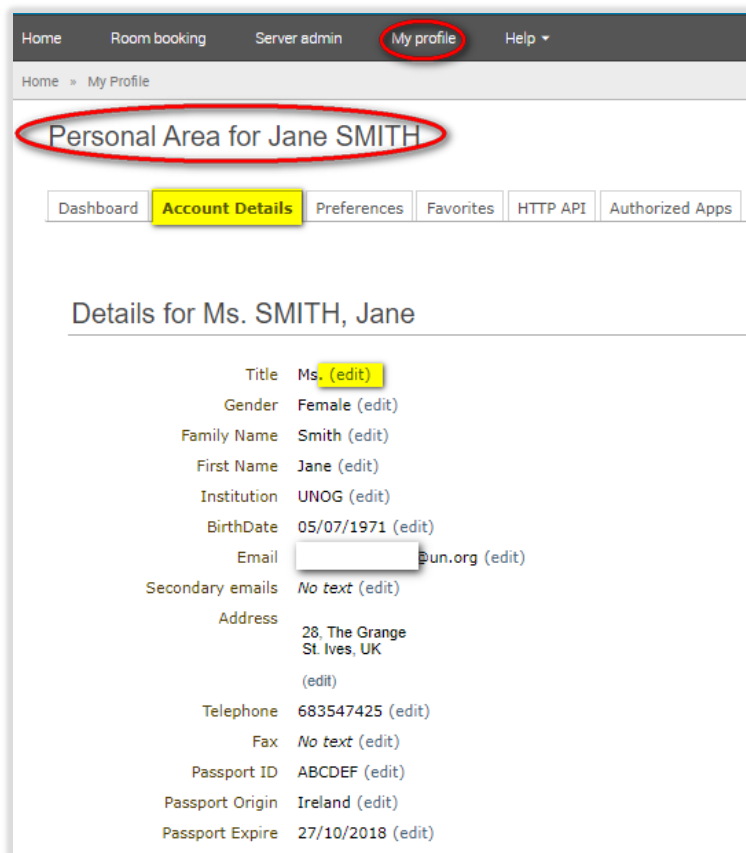 Home Room booking Server admin My profile Help
Home » My Profile
Personal Area for Jane SMITH
Dashboard Account Details Preferences Favorites HTTP API Authorized Apps
Details for Ms. SMITH, Jane
Title Ms. (edit)
Gender Female (edit)
Family Name Smith (edit)
First Name Jane (edit)
Institution UNOG (edit)
BirthDate 05/07/1971 (edit)
Email @un.org (edit)
Secondary emails No text (edit)
Address
28, The Grange
St. Ives, UK
(edit)
Telephone 683547425 (edit)
Fax No text (edit)
Passport ID ABCDEF (edit)
Passport Origin Ireland (edit)
Passport Expire 27/10/2018 (edit)